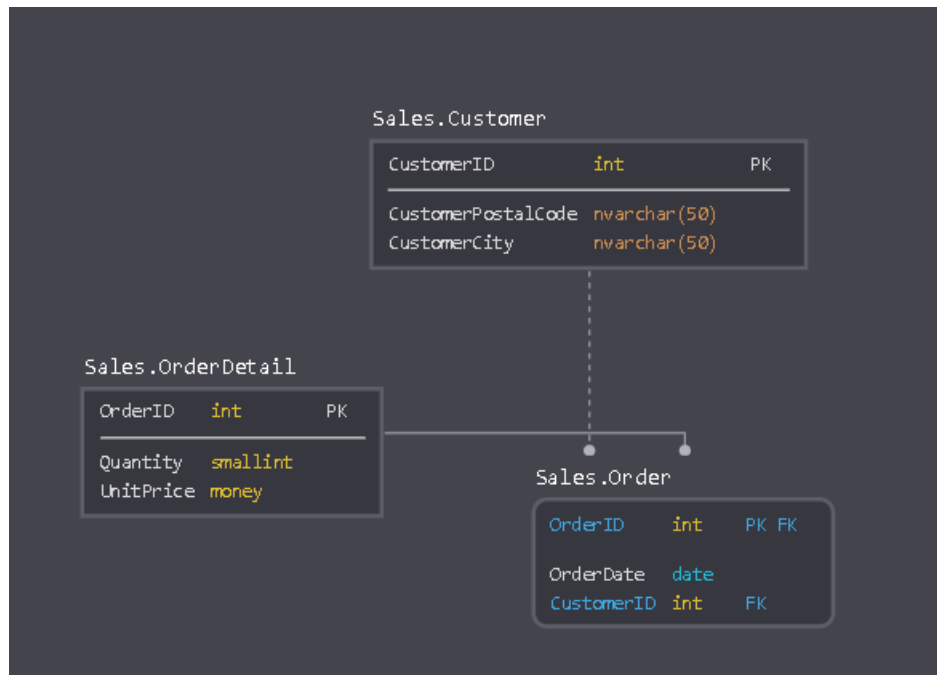 Sales.Customer
CustomerID int PK
CustomerPostalCode nvarchar(50)
CustomerCity nvarchar(50)
Sales.OrderDetail
OrderID int PK
Quantity smallint
UnitPrice money
Sales.Order
OrderID int PK FK
OrderDate date
CustomerID int FK